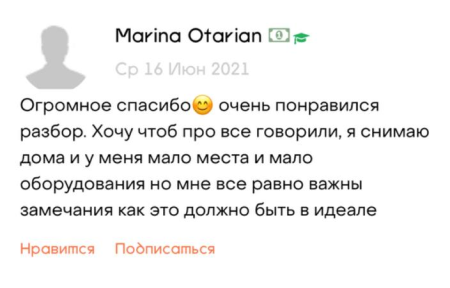 Marina Otarian
Ср 16 Июн 2021
Огромное спасибо😊 очень понравился
разбор. Хочу чтоб про все говорили, я снимаю
дома и у меня мало места и мало
оборудования но мне все равно важны
замечания как это должно быть в идеале
Нравится Подписаться